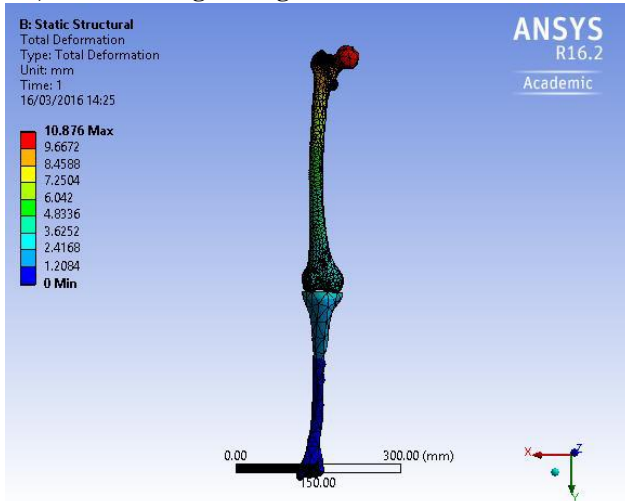 B: Static Structural
Total Deformation
Type: Total Deformation
Unit: mm
Time: 1
16/03/2016 14:25
10.876 Max
9.6672
8.4588
7.2504
6.042
4.8336
3.6252
2.4168
1.2084
0 Min
ANSYS
R16.2
Academic
0.00
300.00 (mm)
150.00
X
Z
Y